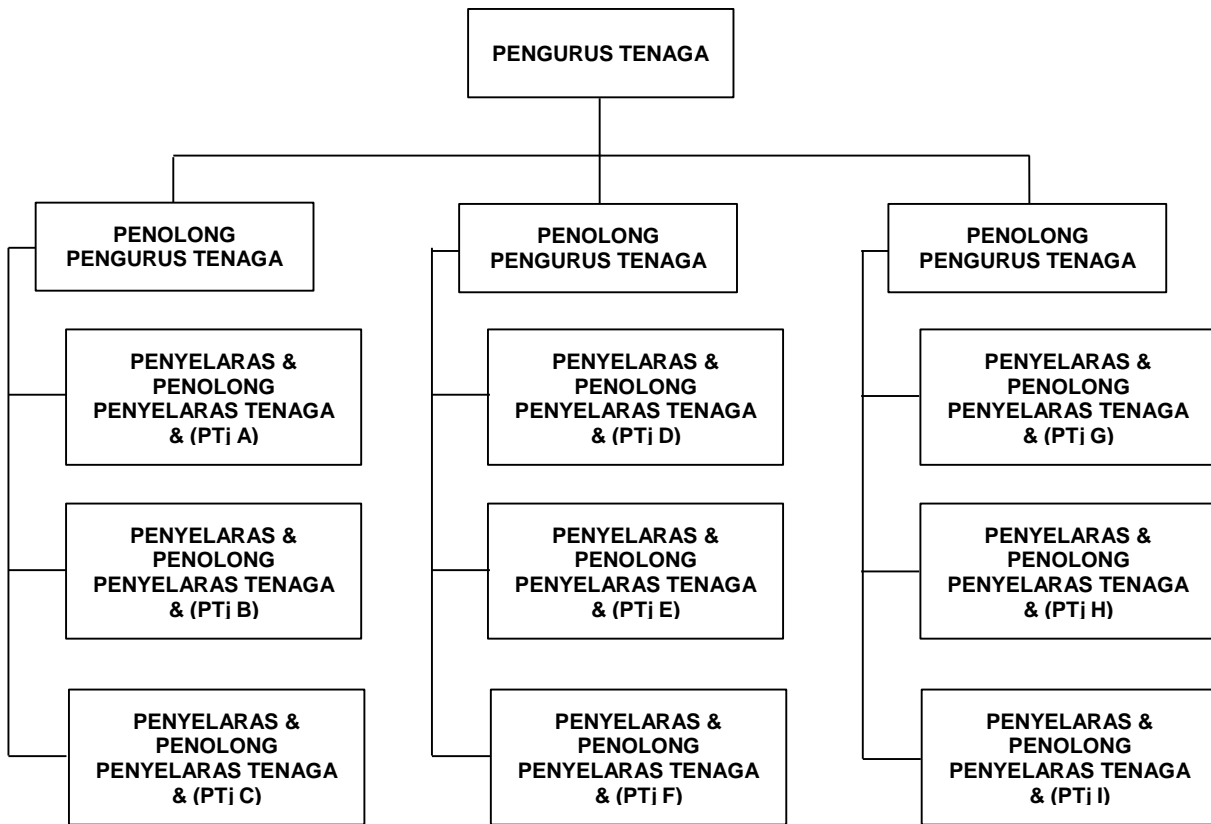 PENGURUS TENAGA
PENOLONG
PENGURUS TENAGA
PENOLONG
PENGURUS TENAGA
PENOLONG
PENGURUS TENAGA
PENYELARAS &
PENOLONG
PENYELARAS TENAGA
& (PTj A)
PENYELARAS &
PENOLONG
PENYELARAS TENAGA
& (PTj D)
PENYELARAS &
PENOLONG
PENYELARAS TENAGA
& (PTj G)
PENYELARAS &
PENOLONG
PENYELARAS TENAGA
& (PTj B)
PENYELARAS &
PENOLONG
PENYELARAS TENAGA
& (PTj E)
PENYELARAS &
PENOLONG
PENYELARAS TENAGA
& (PTj H)
PENYELARAS &
PENOLONG
PENYELARAS TENAGA
& (PTj C)
PENYELARAS &
PENOLONG
PENYELARAS TENAGA
& (PTj F)
PENYELARAS &
PENOLONG
PENYELARAS TENAGA
& (PTj I)